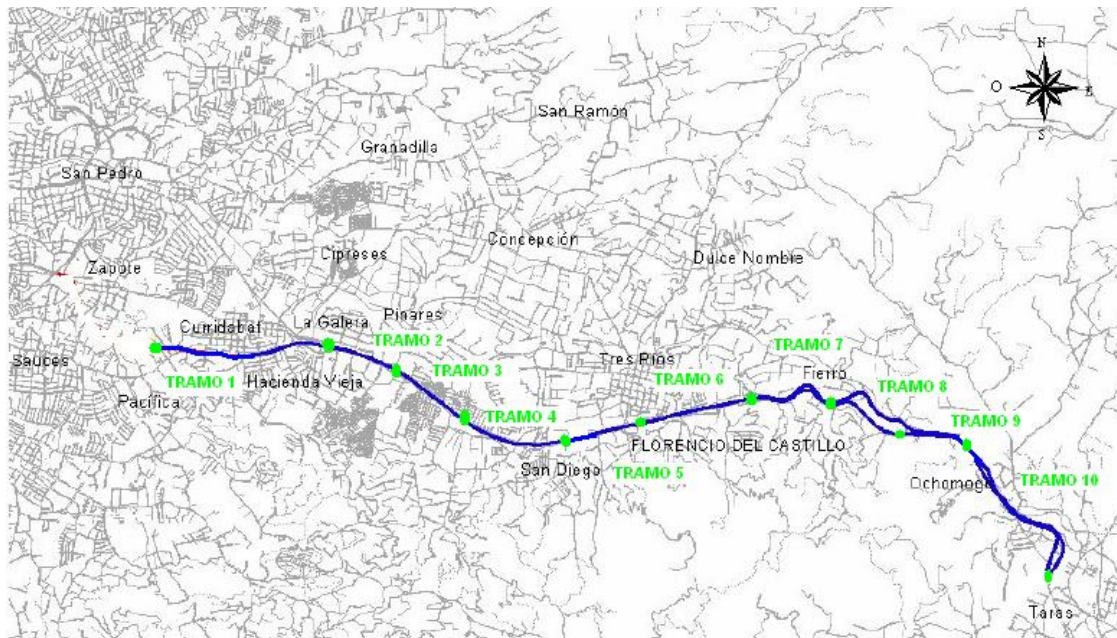 N
San Ramón
O
E
S
Granadilla
San Pedro
Concepción
Cipreses
Dulce Nombre
Zapote
Pinares
Curridabat
La Galera
TRAMO 2
TRAMO 7
Sauces
Tres Ríos
Fierro
TRAMO 1
Hacienda Vieja
TRAMO 3
TRAMO 6
TRAMO 8
Pacífica
TRAMO 4
TRAMO 9
San Diego
FLORENCIO DEL CASTILLO
TRAMO 5
Ochomogo
TRAMO 10
Taras